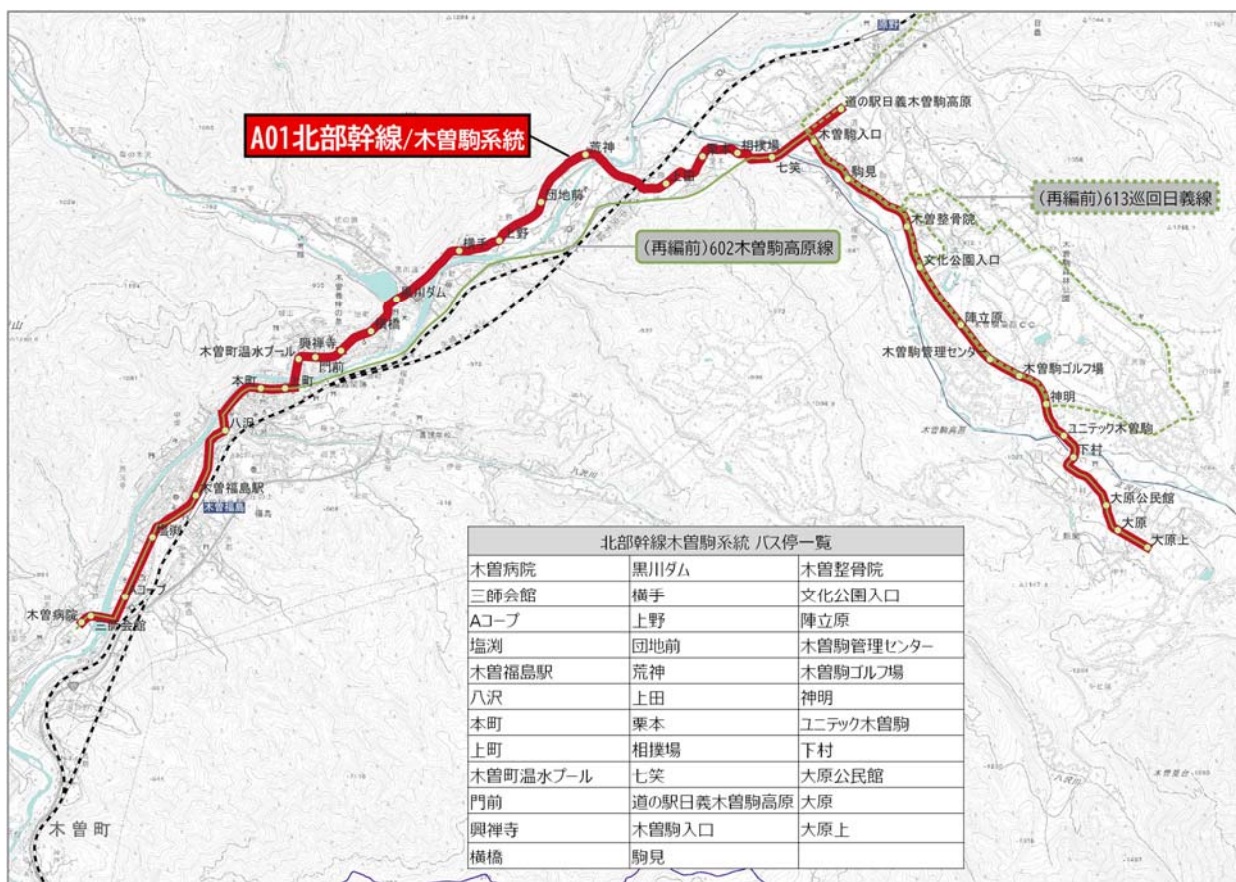 原野
道の駅日義木曽駒高原
A01北部幹線/木曽駒系統
木曽駒入口
荒神
栗本
相撲場
七笑
上田
駒見
団地前
(再編前)613巡回日義線
木曽整骨院
上野
横手
(再編前)602木曽駒高原線
文化公園入口
黒川ダム
陣立原
横橋
興禅寺
木曽町温水プール
門前
木曽駒管理センタ
木曽駒ゴルフ場
本町
上町
神明
八沢
ユニテック木曽駒
木曽駒高原
下村
木曽福島駅
木曽福島
大原公民館
塩渕
大原
大原上
Aコープ
木曽病院
三師会館
木曽町
北部幹線木曽駒系統 バス停一覧
木曽病院 黒川ダム 木曽整骨院
三師会館 横手 文化公園入口
Aコープ 上野 陣立原
塩渕 団地前 木曽駒管理センター
木曽福島駅 荒神 木曽駒ゴルフ場
八沢 上田 神明
本町 栗本 ユニテック木曽駒
上町 相撲場 下村
木曽町温水プール 七笑 大原公民館
門前 道の駅日義木曽駒高原 大原
興禅寺 木曽駒入口 大原上
横橋 駒見